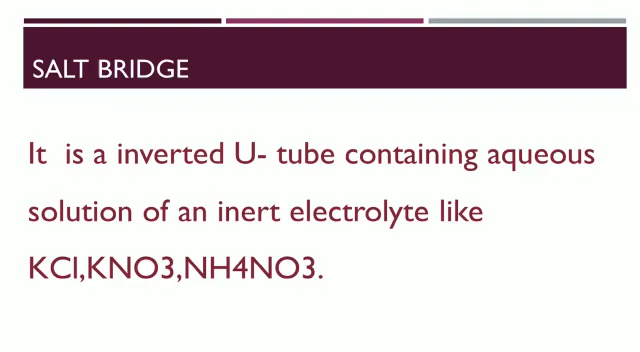 SALT BRIDGE
It is a inverted U- tube containing aqueous
solution of an inert electrolyte like
KCl,KNO3,NH4NO3.